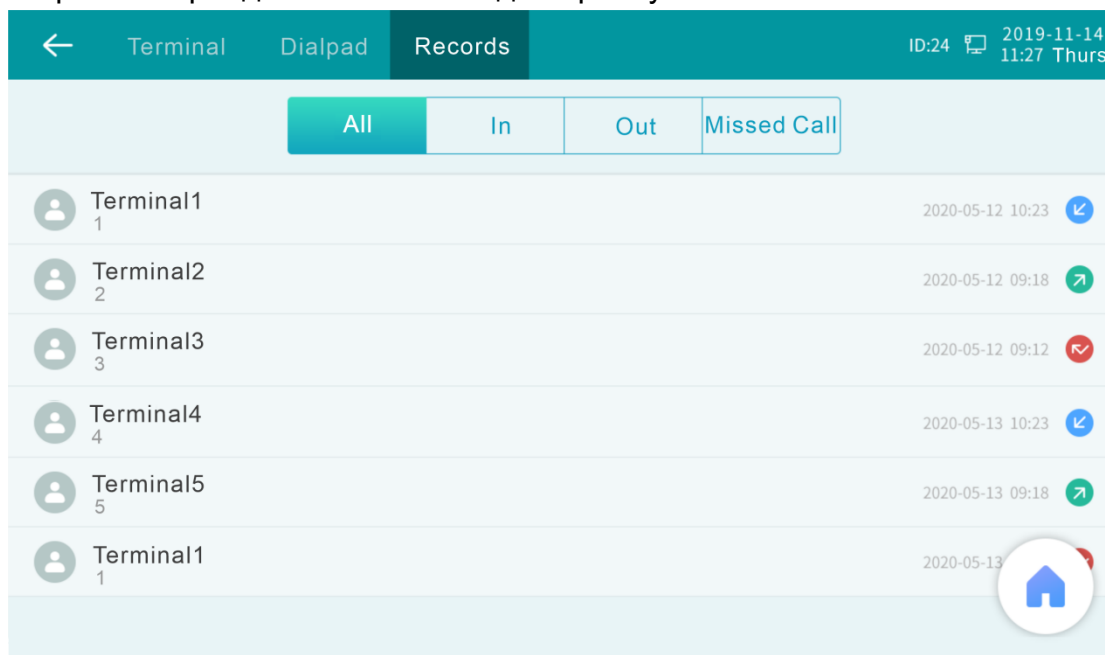 Terminal
Dialpad
Records
ID:24
2019-11-14
11:27 Thurs
All
In
Out
Missed Call
Terminal1
1
2020-05-12 10:23
Terminal2
2
2020-05-12 09:18
Terminal3
3
2020-05-12 09:12
Terminal4
4
2020-05-13 10:23
Terminal5
5
2020-05-13 09:18
Terminal1
1
2020-05-13